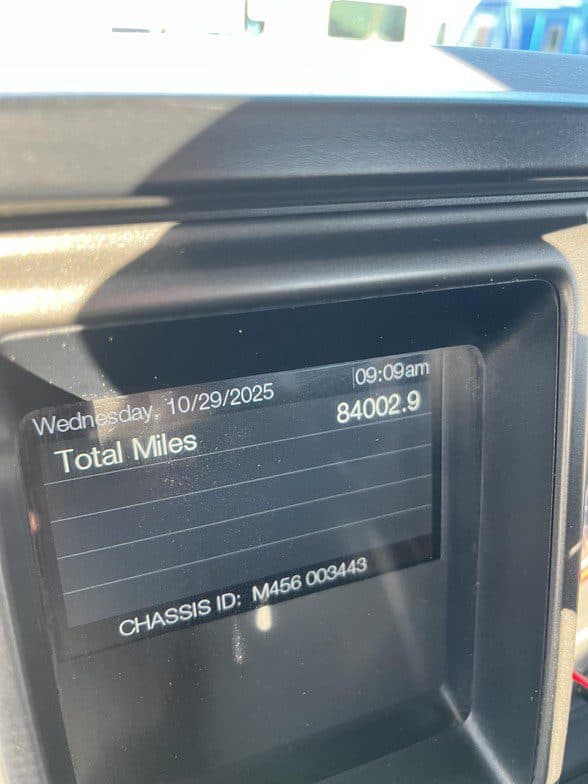 Wednesday, 10/29/2025 09:09am
Total Miles 84002.9
CHASSIS ID: M456 003443